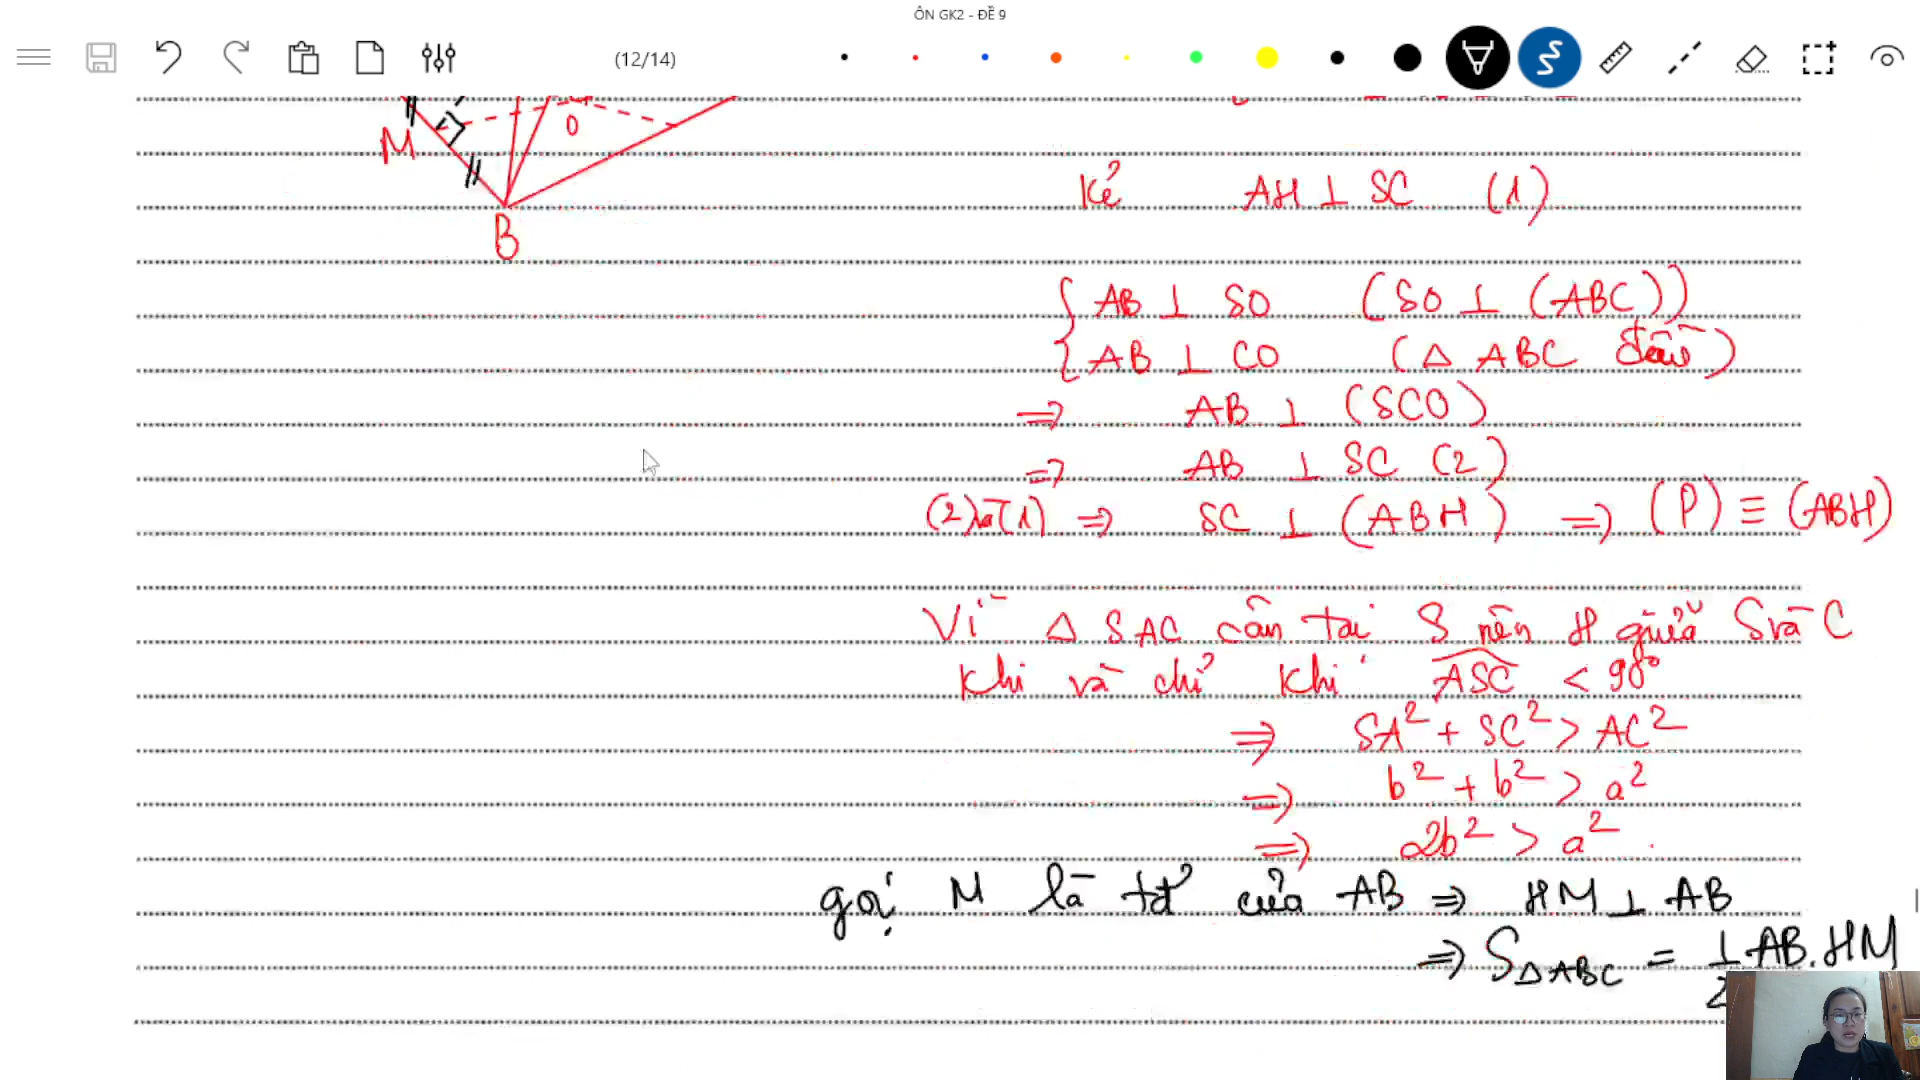 ÔN GK2 - ĐỀ 9
(12/14)
M
O
B
Kẻ AH ⊥ SC (1)
{ AB ⊥ SO (SO ⊥ (ABC))
AB ⊥ CO (Δ ABC đều)
⇒ AB ⊥ (SCO)
⇒ AB ⊥ SC (2)
(2) và (1) ⇒ SC ⊥ (ABH) ⇒ (P) ≡ (ABH)
Vì Δ SAC cân tại S nên H giữa S và C
khi và chỉ khi ASC < 90°
⇒ SA² + SC² > AC²
⇒ b² + b² > a²
⇒ 2b² > a².
gọi M là tđ của AB ⇒ HM ⊥ AB
⇒ S ΔABC = 1/2 AB.HM